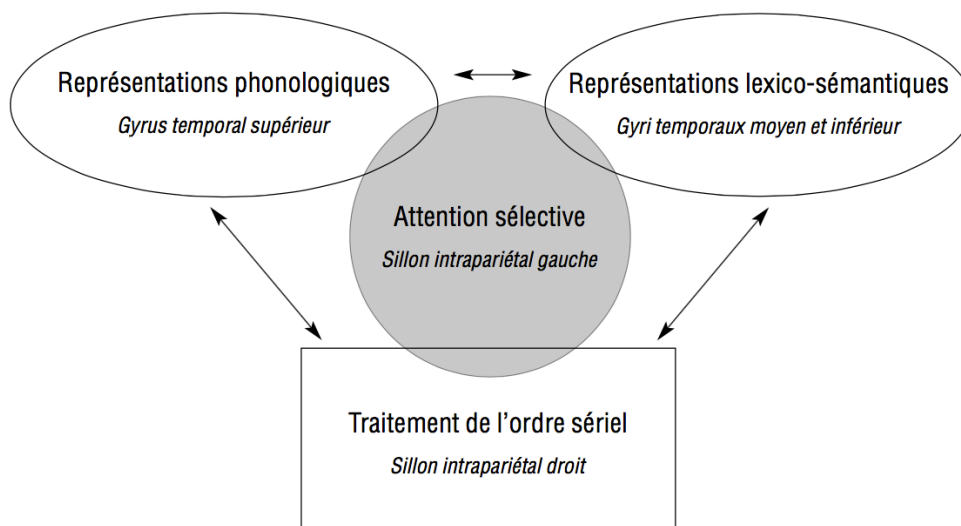 Représentations phonologiques
Gyrus temporal supérieur
Représentations lexico-sémantiques
Gyri temporaux moyen et inférieur
Attention sélective
Sillon intrapariétal gauche
Traitement de l'ordre sériel
Sillon intrapariétal droit